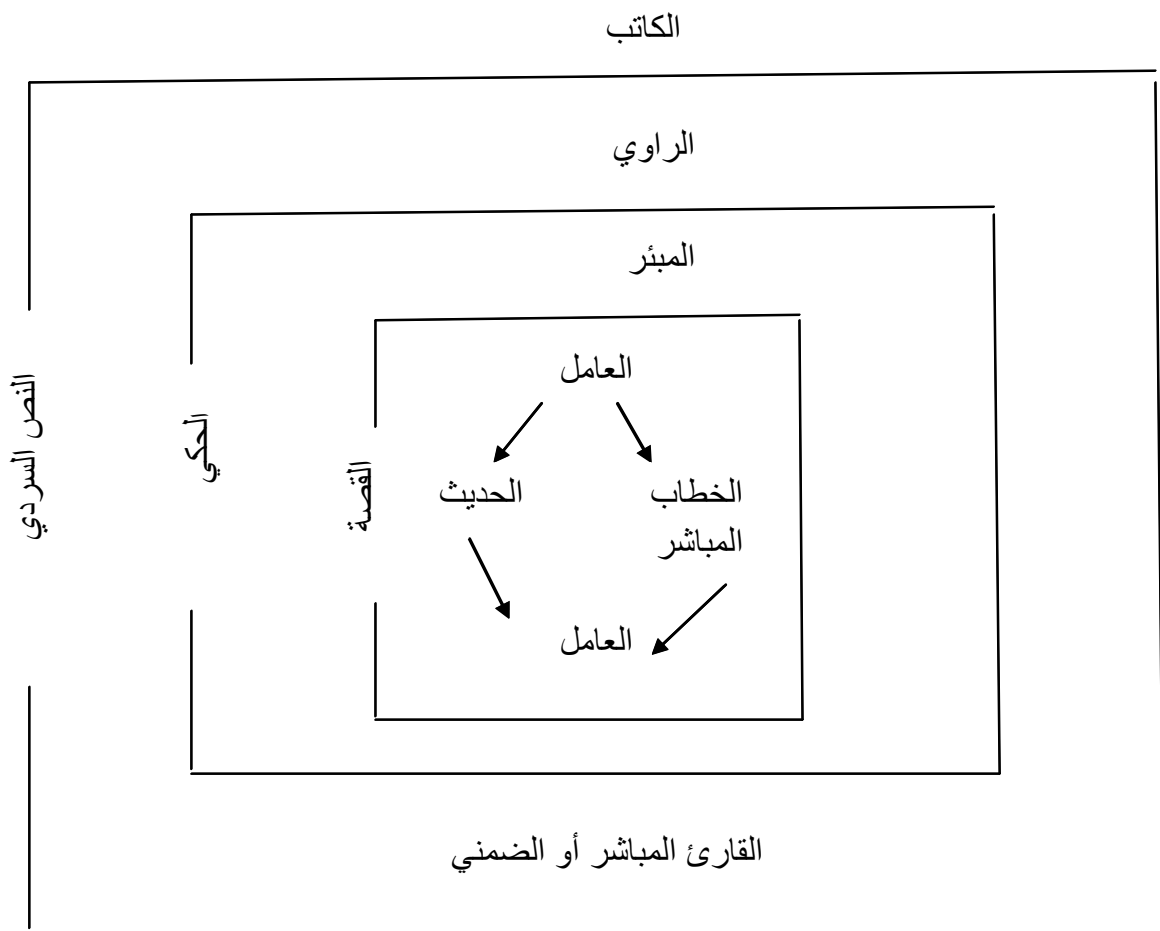 الكاتب
الراوي
المبئر
العامل
الخطاب
المباشر
الحديث
العامل
القصة
الحكي
النص السردي
القارئ المباشر أو الضمني